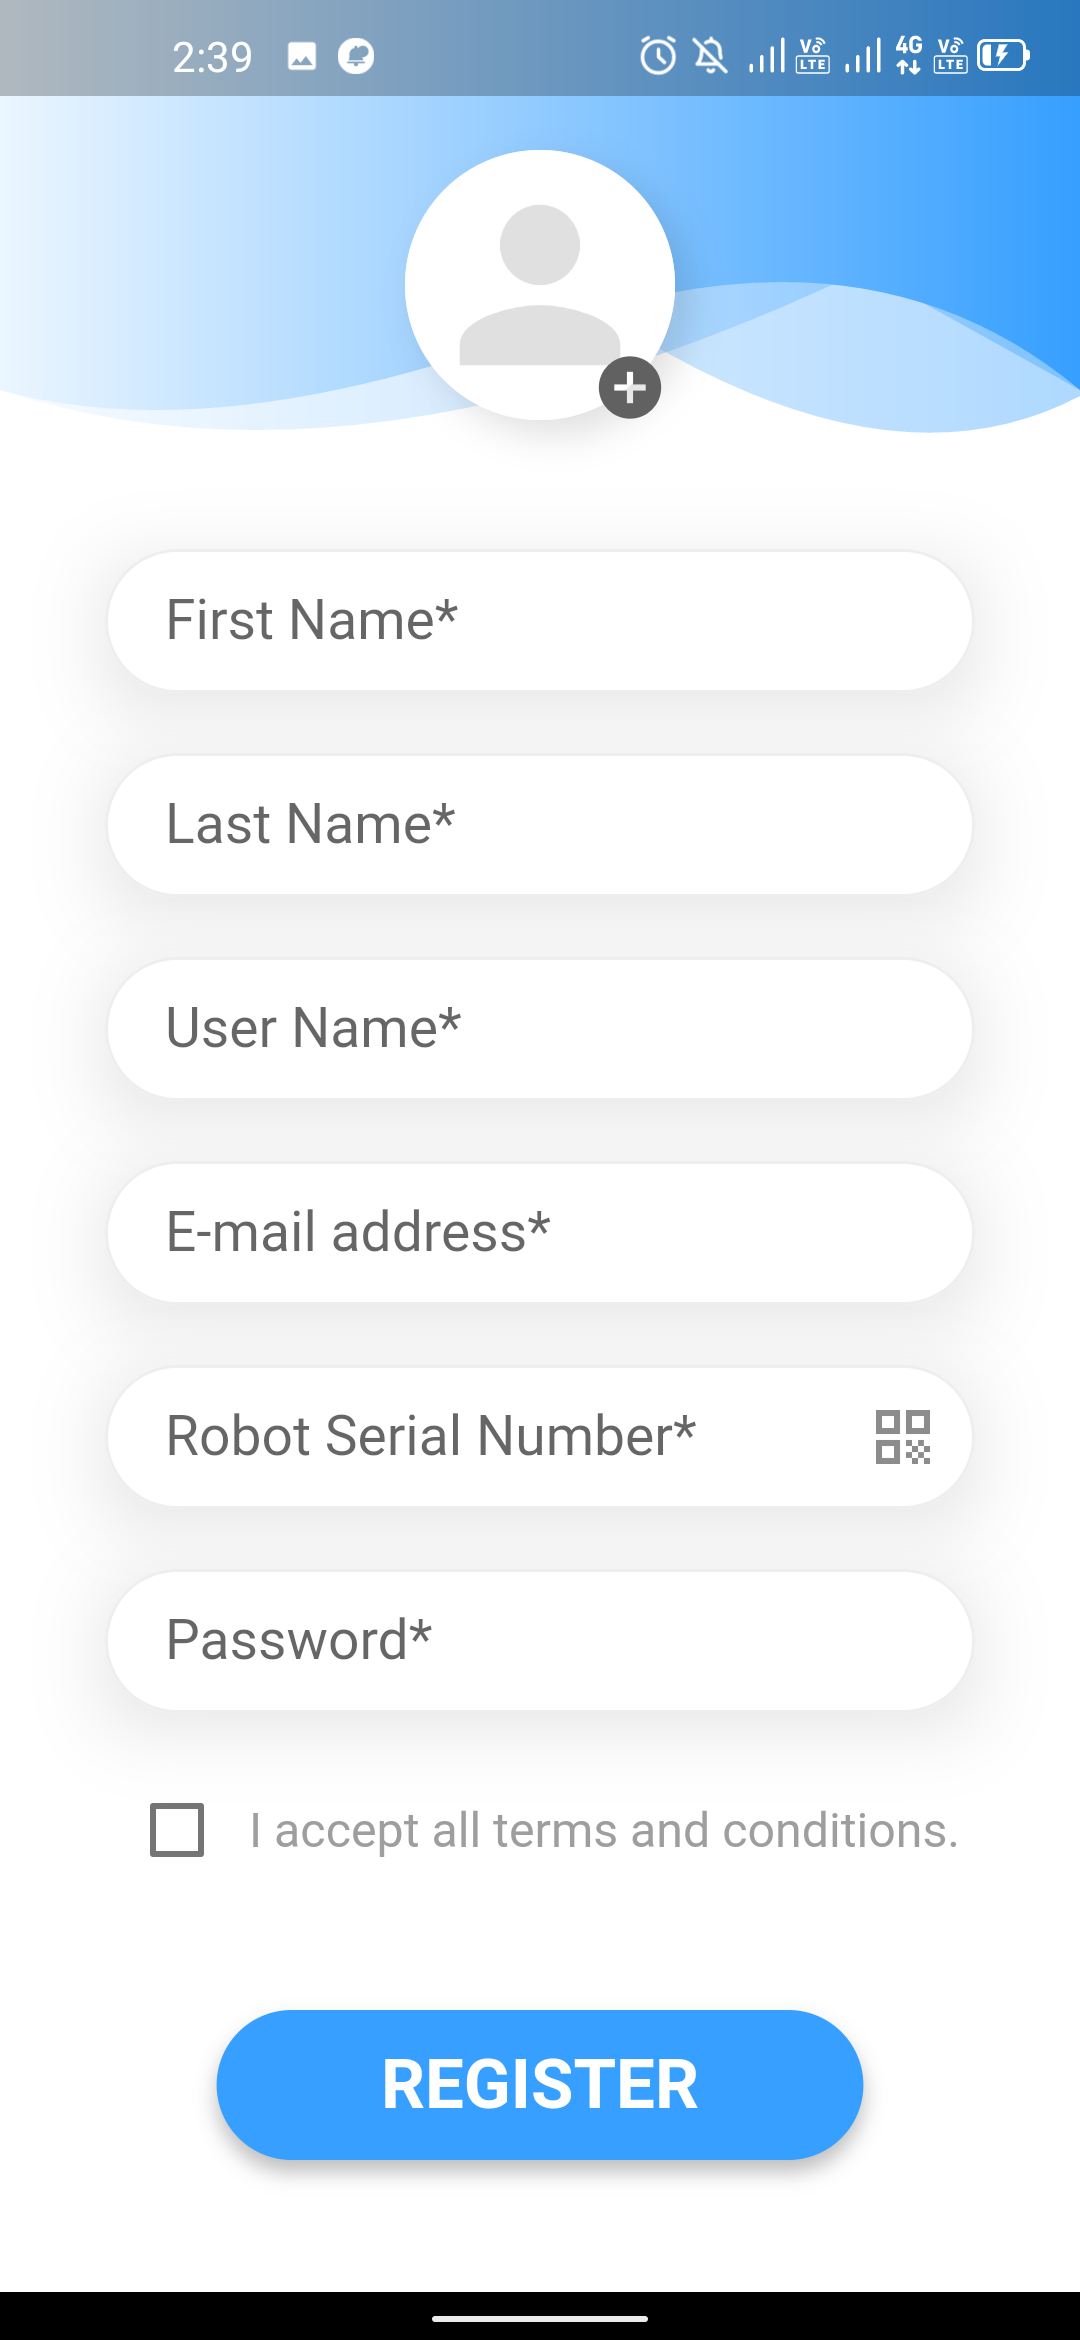 2:39
Vo LTE 4G Vo LTE
First Name*
Last Name*
User Name*
E-mail address*
Robot Serial Number*
Password*
I accept all terms and conditions.
REGISTER